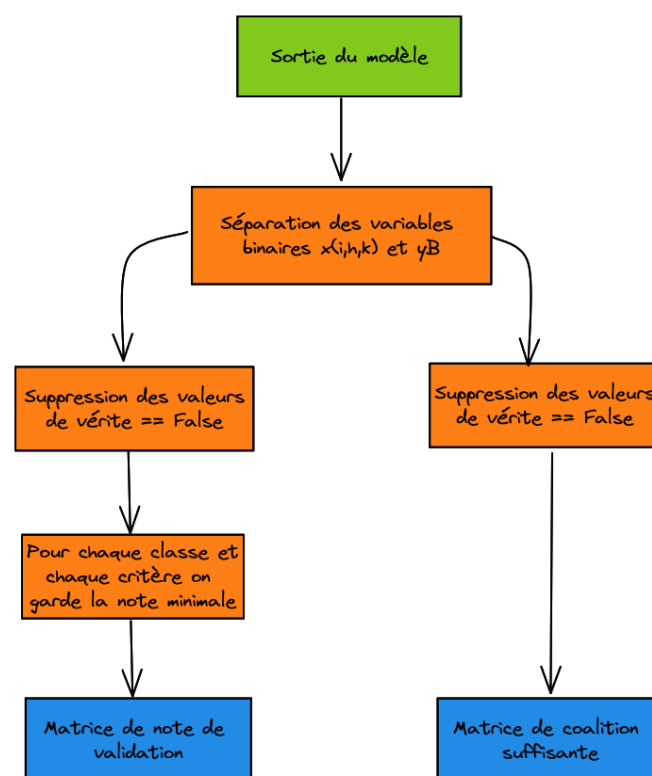 Sortie du modèle
Séparation des variables
binaires x(i,h,k) et yB
Suppression des valeurs
de vérite == False
Suppression des valeurs
de vérite == False
Pour chaque classe et
chaque critère on
garde la note minimale
Matrice de note de
validation
Matrice de coalition
suffisante